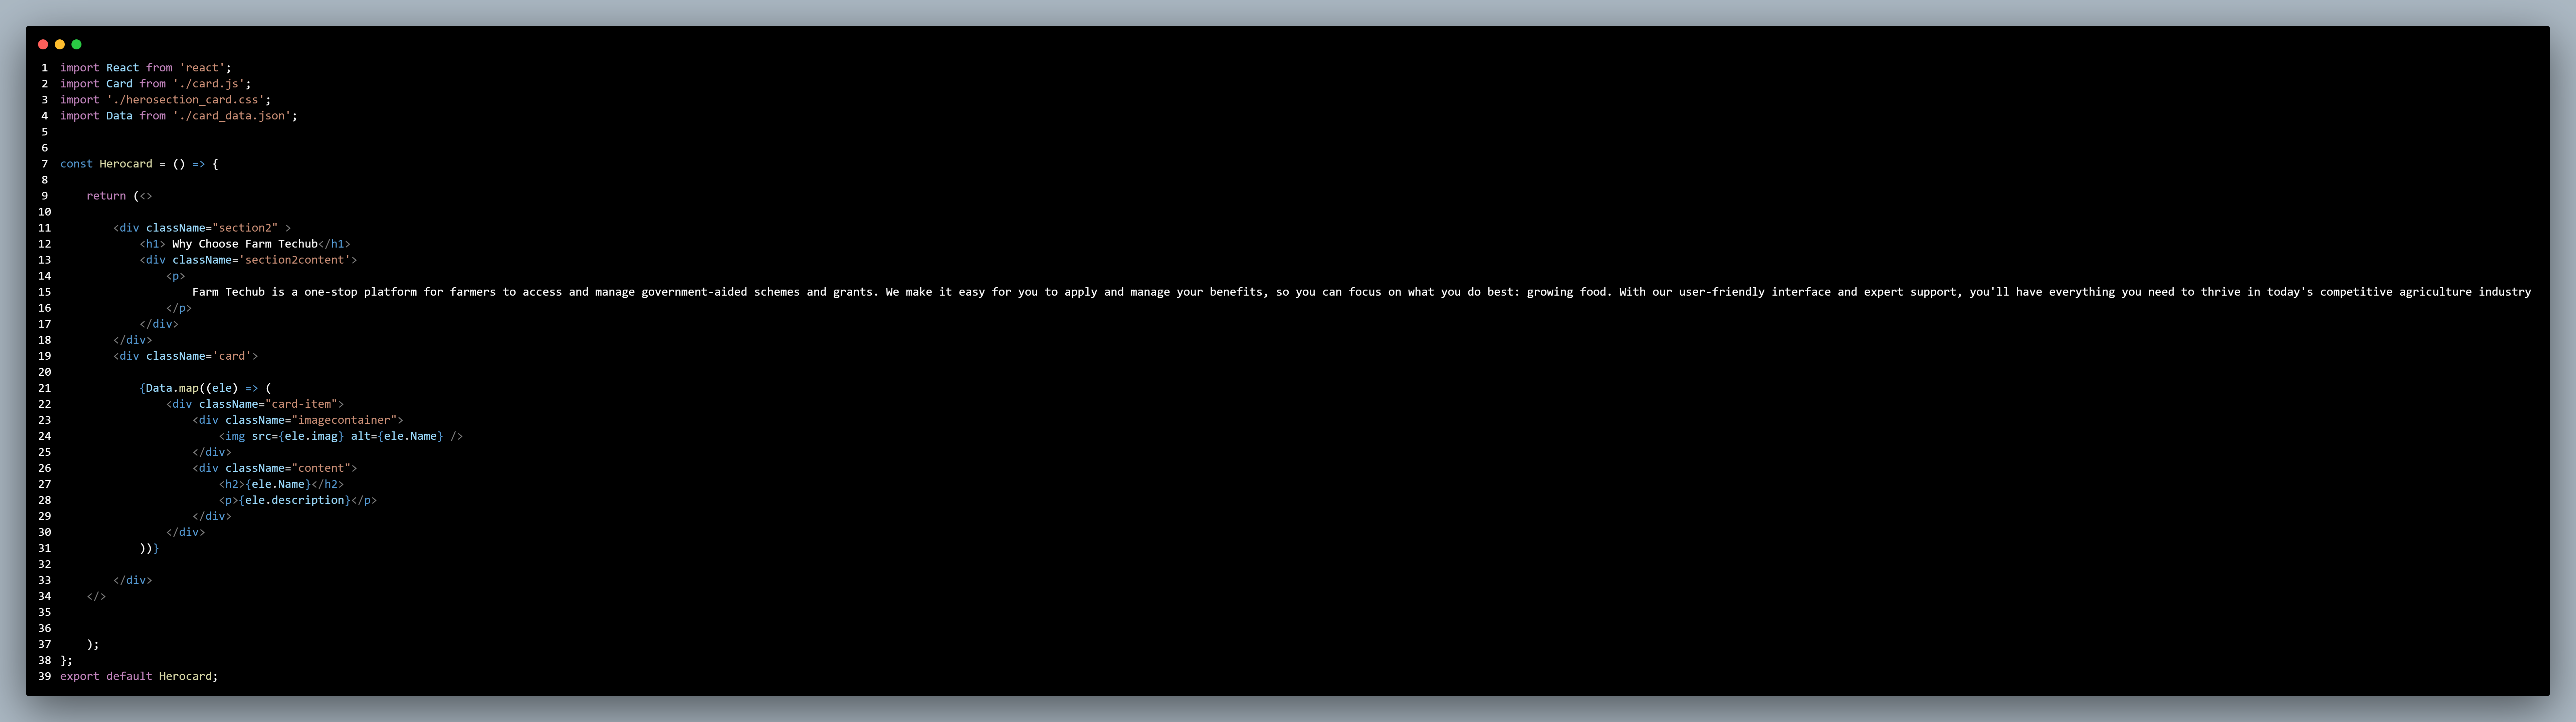 1 import React from 'react';
2 import Card from './card.js';
3 import './herosection_card.css';
4 import Data from './card_data.json';
5
6
7 const Herocard = () => {
8
9     return (<>
10
11         <div className="section2" >
12             <h1> Why Choose Farm Techub</h1>
13             <div className='section2content'>
14                 <p>
15                     Farm Techub is a one-stop platform for farmers to access and manage government-aided schemes and grants. We make it easy for you to apply and manage your benefits, so you can focus on what you do best: growing food. With our user-friendly interface and expert support, you'll have everything you need to thrive in today's competitive agriculture industry
16                 </p>
17             </div>
18         </div>
19         <div className='card'>
20
21             {Data.map((ele) => (
22                 <div className="card-item">
23                     <div className="imagecontainer">
24                         <img src={ele.imag} alt={ele.Name} />
25                     </div>
26                     <div className="content">
27                         <h2>{ele.Name}</h2>
28                         <p>{ele.description}</p>
29                     </div>
30                 </div>
31             ))}
32
33         </div>
34     </>
35
36
37     );
38 };
39 export default Herocard;